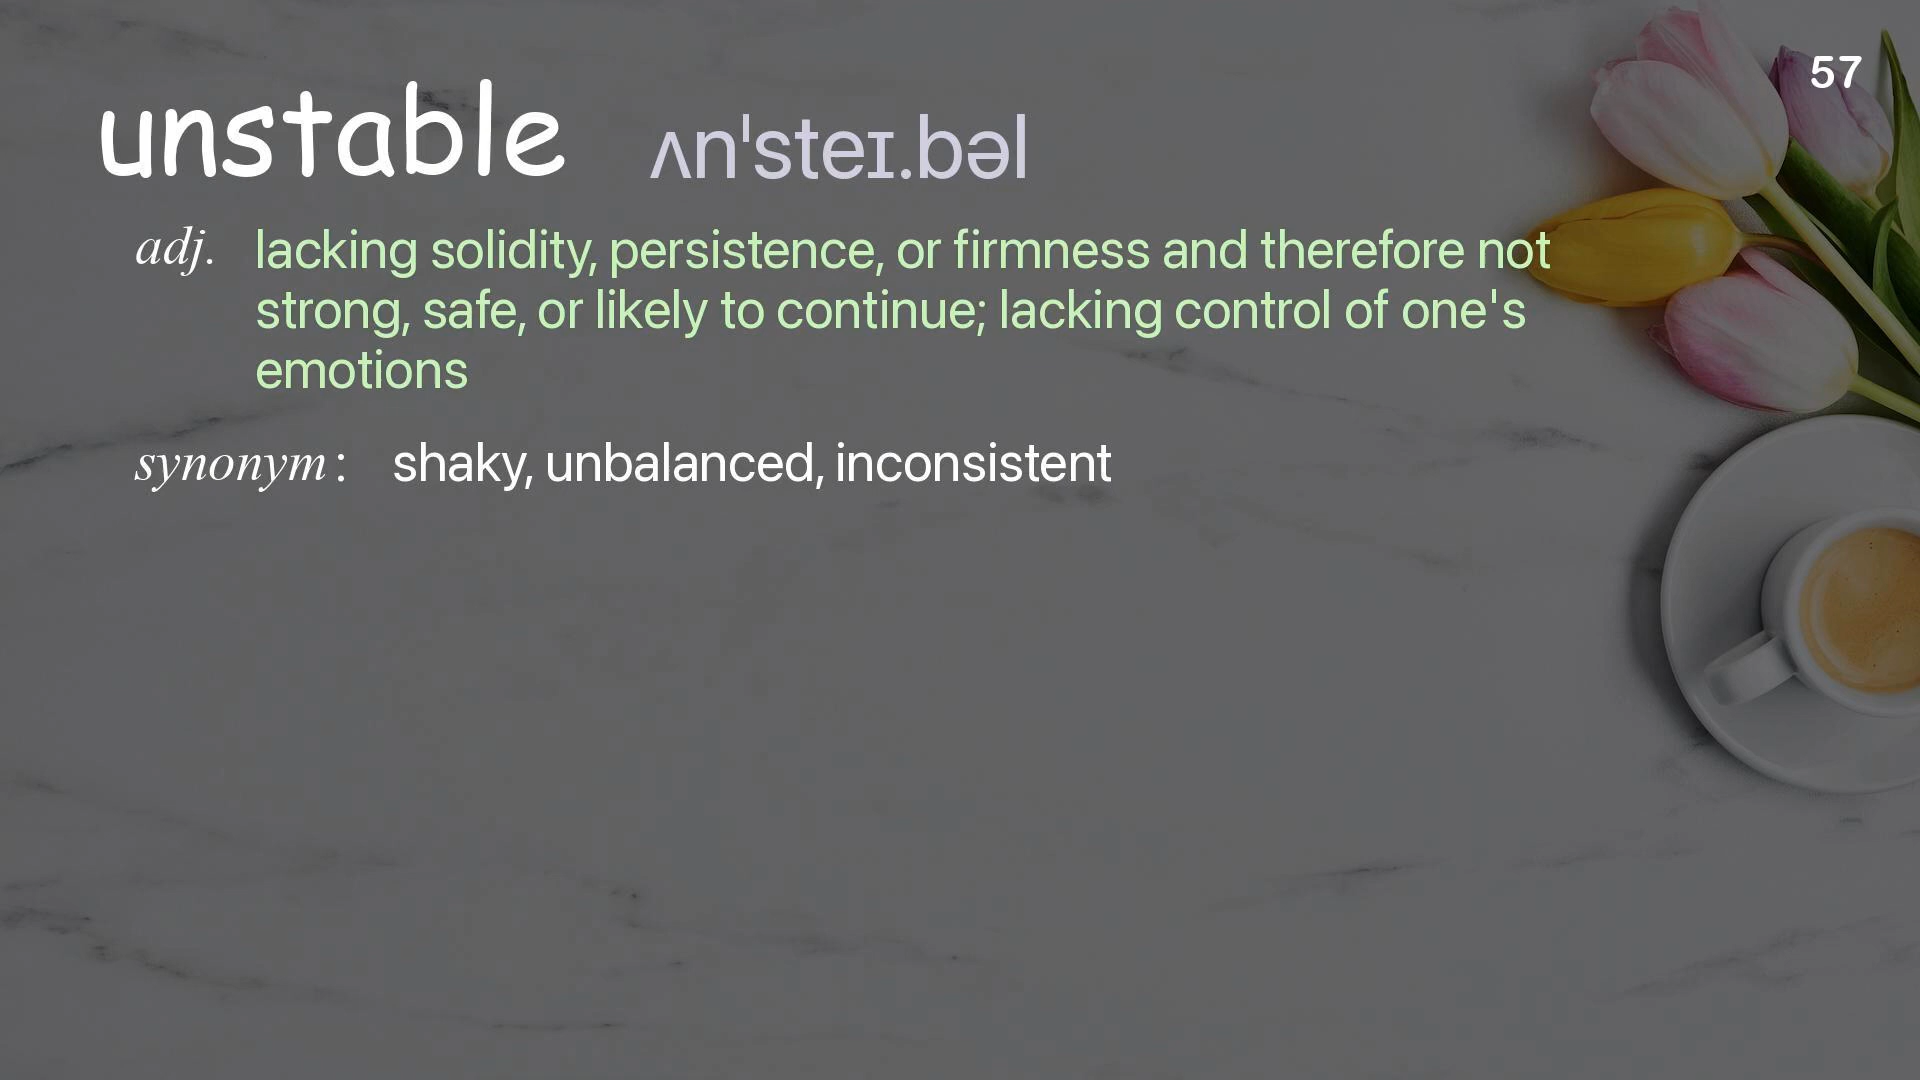 57
unstable ʌnˈsteɪ.bəl
adj. lacking solidity, persistence, or firmness and therefore not
strong, safe, or likely to continue; lacking control of one's
emotions
synonym : shaky, unbalanced, inconsistent